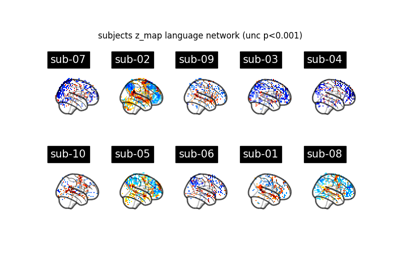 subjects z_map language network (unc p<0.001)
sub-07 sub-02 sub-09 sub-03 sub-04
sub-10 sub-05 sub-06 sub-01 sub-08